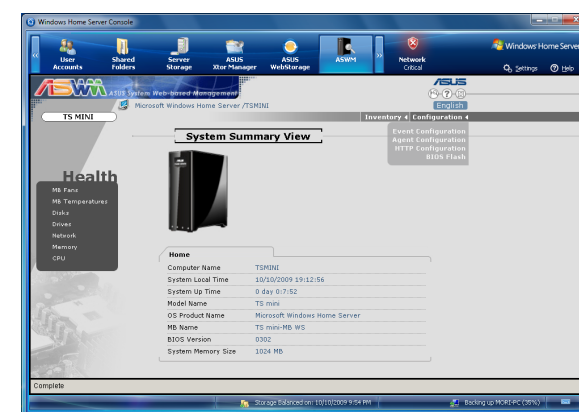 Windows Home Server Console
User Accounts
Shared Folders
Server Storage
ASUS Xtor Manager
ASUS WebStorage
ASWM
Network Critical
Windows Home Server
Settings
Help
ASWM ASUS System Web-based Management
ASUS
Microsoft Windows Home Server /TSMINI
English
TS MINI
Inventory
Configuration
Event Configuration
Agent Configuration
HTTP Configuration
BIOS Flash
System Summary View
Health
MB Fans
MB Temperatures
Disks
Drives
Network
Memory
CPU
Home
Computer Name TSMINI
System Local Time 10/10/2009 19:12:56
System Up Time 0 day 0:7:52
Model Name TS mini
OS Product Name Microsoft Windows Home Server
MB Name TS mini-MB WS
BIOS Version 0302
System Memory Size 1024 MB
Complete
Storage Balanced on: 10/10/2009 9:54 PM
Backing up MORI-PC (35%)